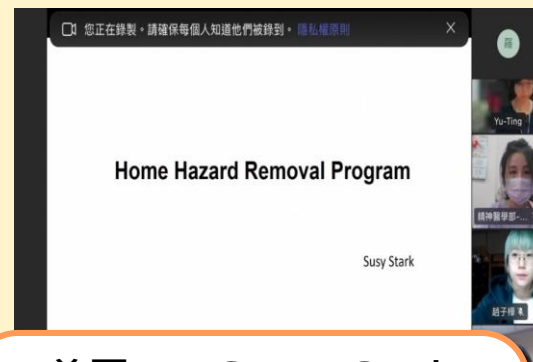 您正在錄製。請確保每個人知道他們被錄到。 隱私權原則
羅
Yu-Ting
Home Hazard Removal Program
精神醫學部-...
Susy Stark